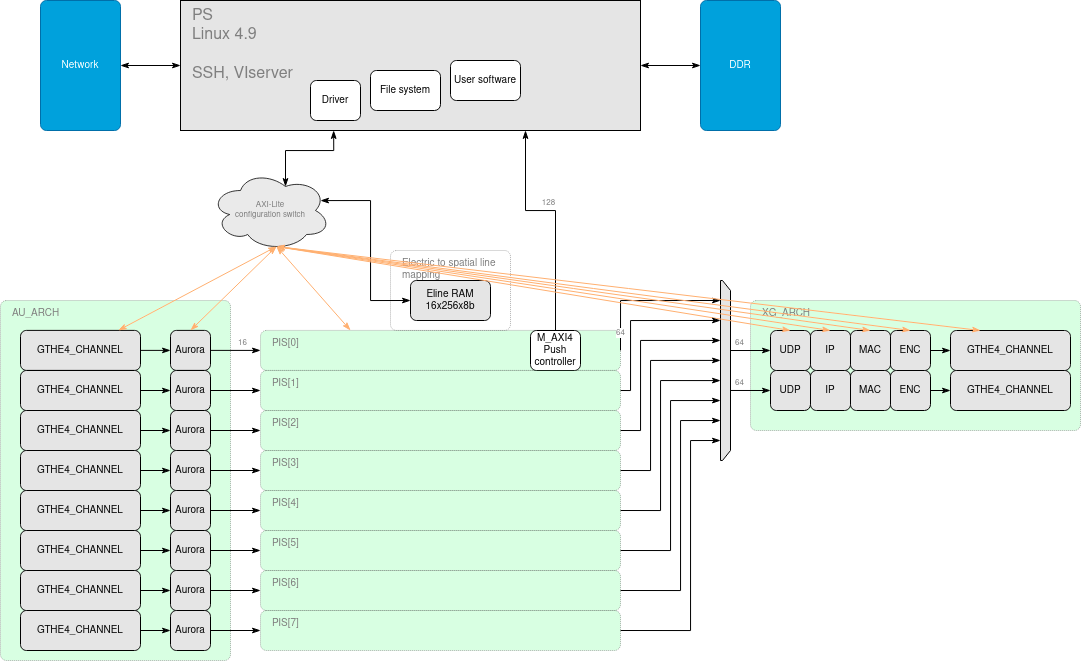 PS
Linux 4.9
SSH, VIserver
Network
DDR
Driver
File system
User software
AXI-Lite
configuration switch
128
Electric to spatial line
mapping
Eline RAM
16x256x8b
AU_ARCH
XG_ARCH
GTHE4_CHANNEL
Aurora
16
PIS[0]
M_AXI4
Push
controller
64
64
UDP
IP
MAC
ENC
GTHE4_CHANNEL
GTHE4_CHANNEL
Aurora
PIS[1]
64
UDP
IP
MAC
ENC
GTHE4_CHANNEL
GTHE4_CHANNEL
Aurora
PIS[2]
GTHE4_CHANNEL
Aurora
PIS[3]
GTHE4_CHANNEL
Aurora
PIS[4]
GTHE4_CHANNEL
Aurora
PIS[5]
GTHE4_CHANNEL
Aurora
PIS[6]
GTHE4_CHANNEL
Aurora
PIS[7]